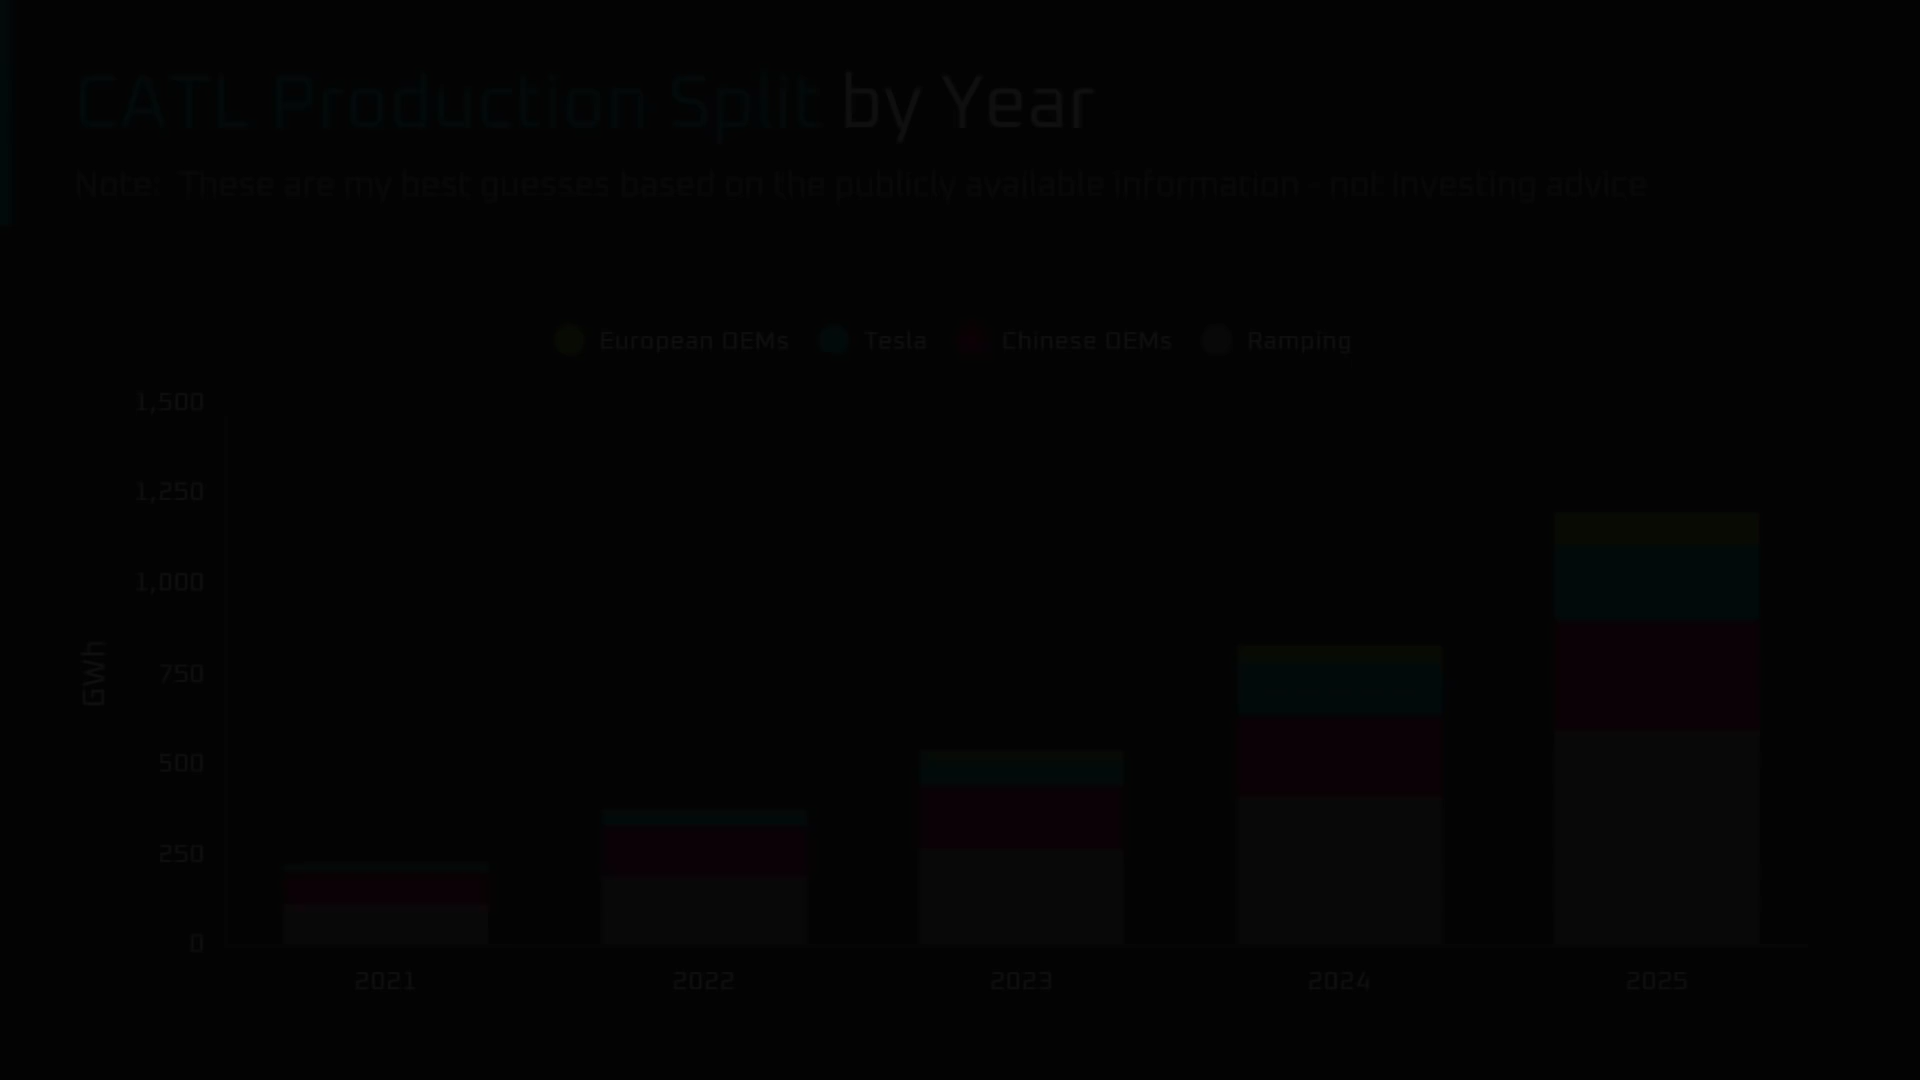 CATL Production Split by Year
Note: These are my best guesses based on the publicly available information - not investing advice
European OEMs Tesla Chinese OEMs Ramping
1,500
1,250
1,000
750
500
250
0
GWh
2021 2022 2023 2024 2025